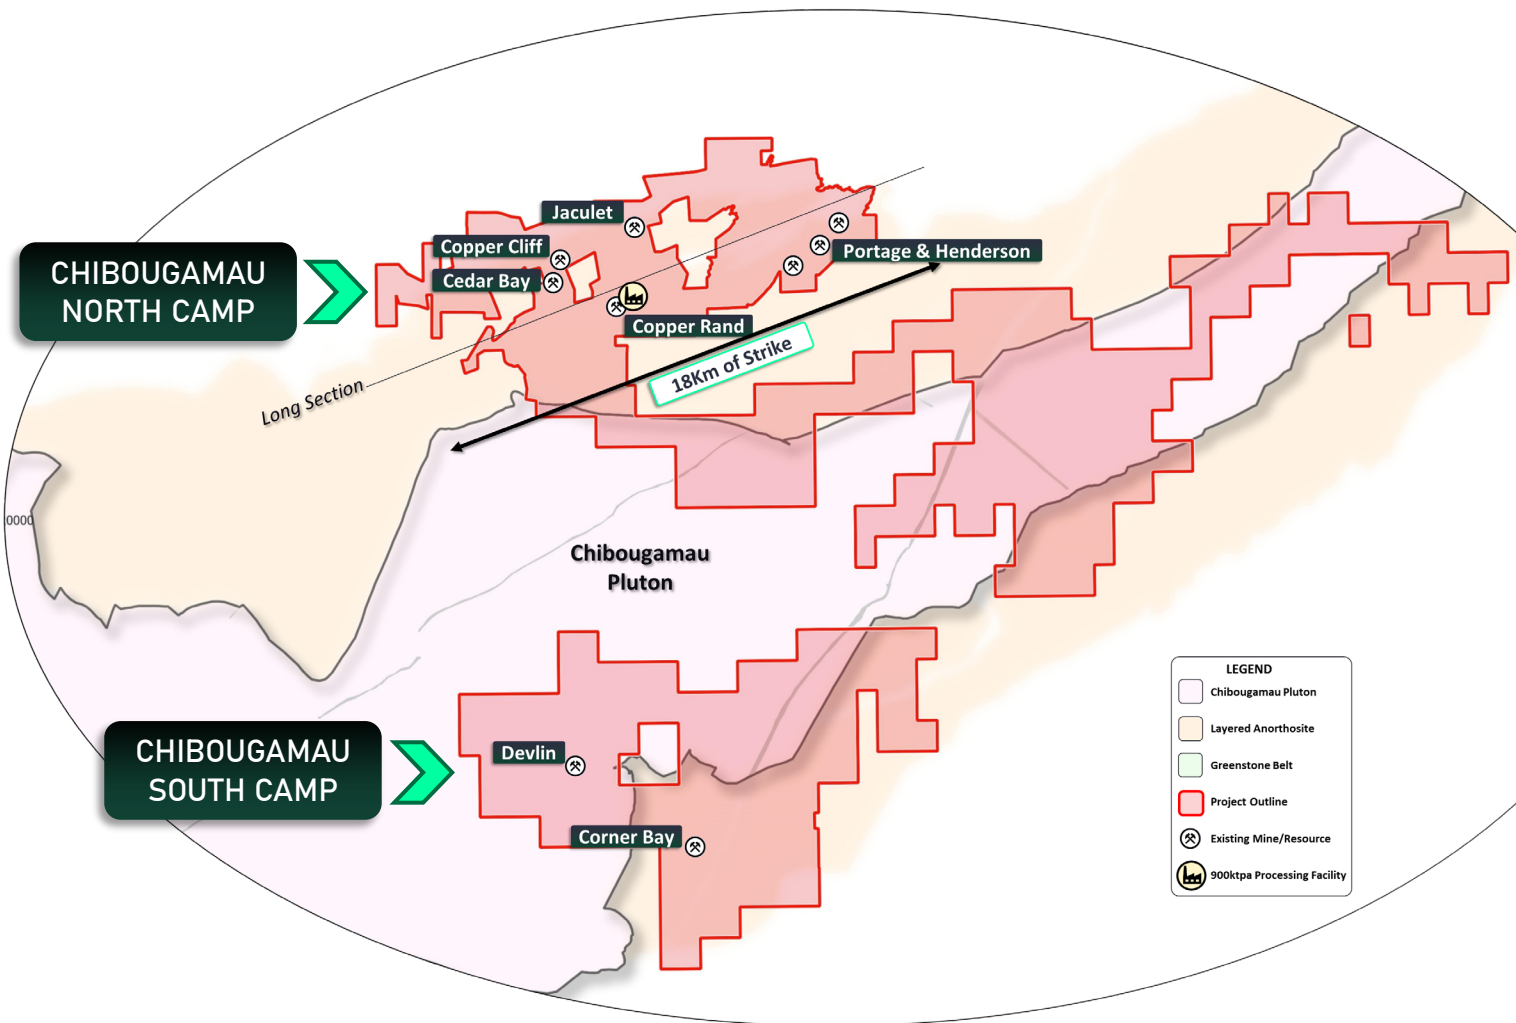 Jaculet
Copper Cliff
Cedar Bay
Portage & Henderson
CHIBOUGAMAU
NORTH CAMP
Copper Rand
18Km of Strike
Long Section
0000
Chibougamau
Pluton
CHIBOUGAMAU
SOUTH CAMP
Devlin
Corner Bay
LEGEND
Chibougamau Pluton
Layered Anorthosite
Greenstone Belt
Project Outline
Existing Mine/Resource
900ktpa Processing Facility